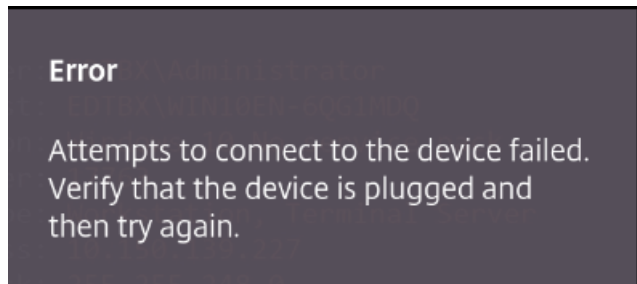 Error
Attempts to connect to the device failed.
Verify that the device is plugged and
then try again.